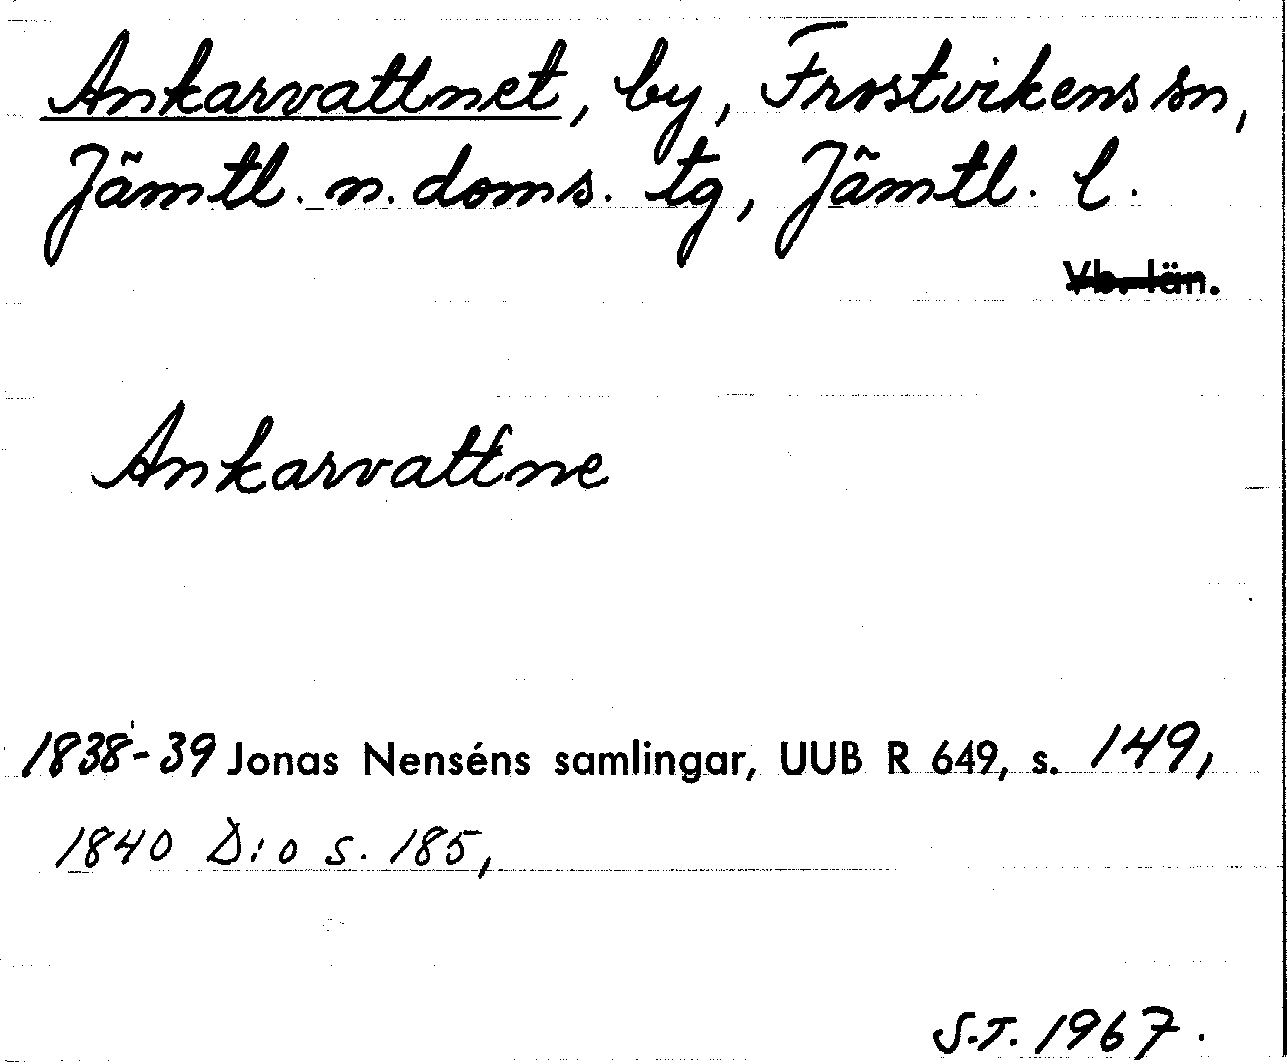 Ankarvattnet, by, Frostvikens sn,
Jämtl. n. doms. tg, Jämtl. l.
Vb. län.
Ankarvattne
1838-39 Jonas Nenséns samlingar, UUB R 649, s. 149,
1840 D:o s. 185,
S.T. 1967.